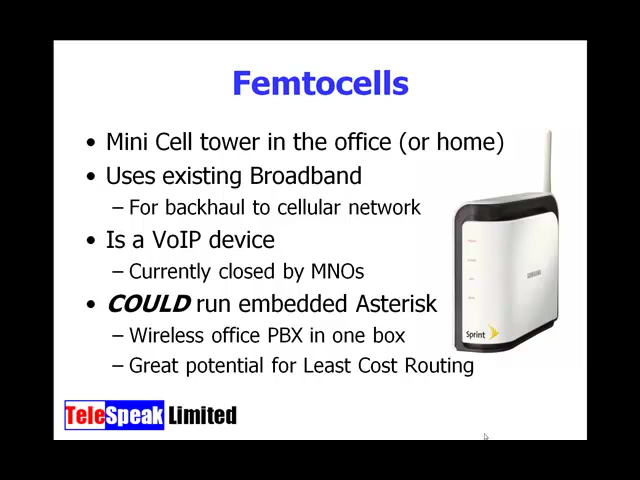 Femtocells
• Mini Cell tower in the office (or home)
• Uses existing Broadband
– For backhaul to cellular network
• Is a VoIP device
– Currently closed by MNOs
• COULD run embedded Asterisk
– Wireless office PBX in one box
– Great potential for Least Cost Routing
SAMSUNG
Sprint
TeleSpeak Limited